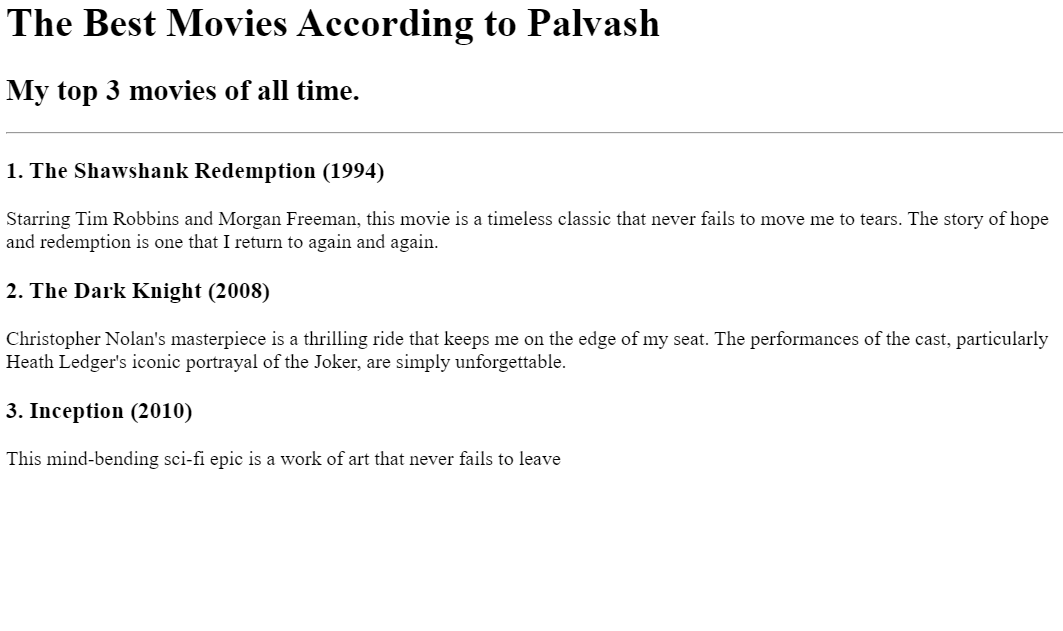 The Best Movies According to Palvash
My top 3 movies of all time.
1. The Shawshank Redemption (1994)
Starring Tim Robbins and Morgan Freeman, this movie is a timeless classic that never fails to move me to tears. The story of hope
and redemption is one that I return to again and again.
2. The Dark Knight (2008)
Christopher Nolan's masterpiece is a thrilling ride that keeps me on the edge of my seat. The performances of the cast, particularly
Heath Ledger's iconic portrayal of the Joker, are simply unforgettable.
3. Inception (2010)
This mind-bending sci-fi epic is a work of art that never fails to leave